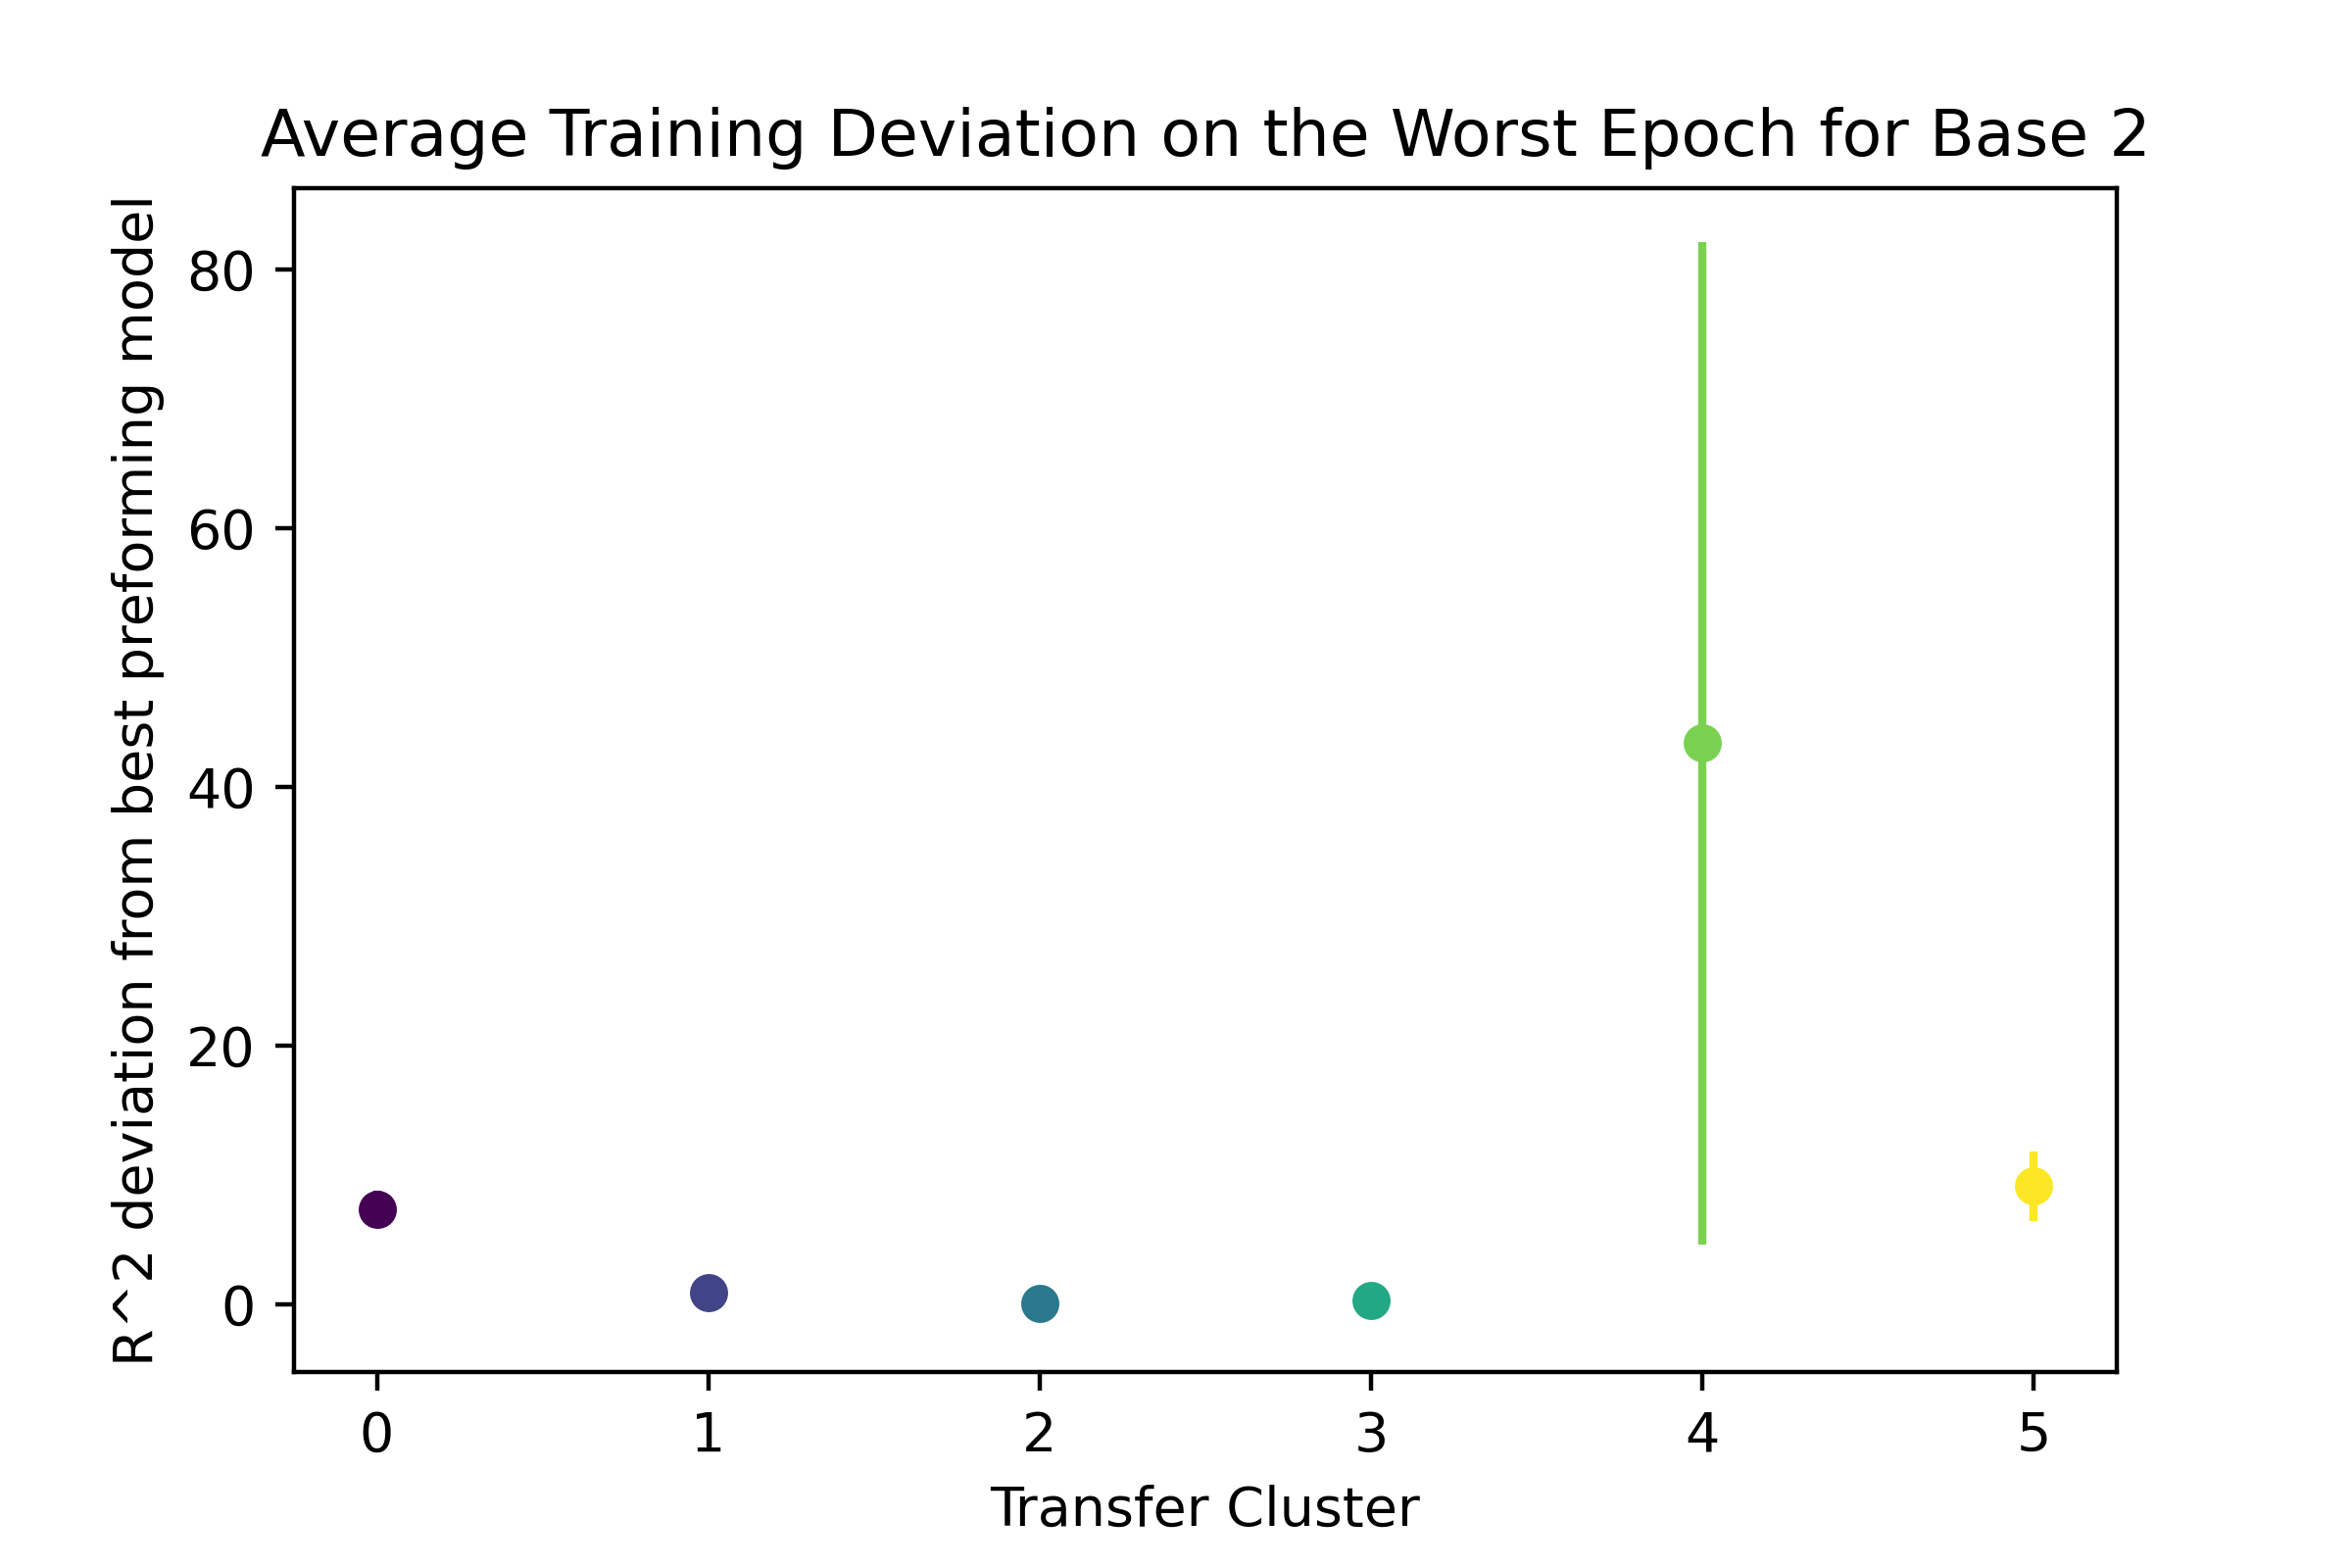 Average Training Deviation on the Worst Epoch for Base 2
R^2 deviation from best preforming model
80
60
40
20
0
0 1 2 3 4 5
Transfer Cluster